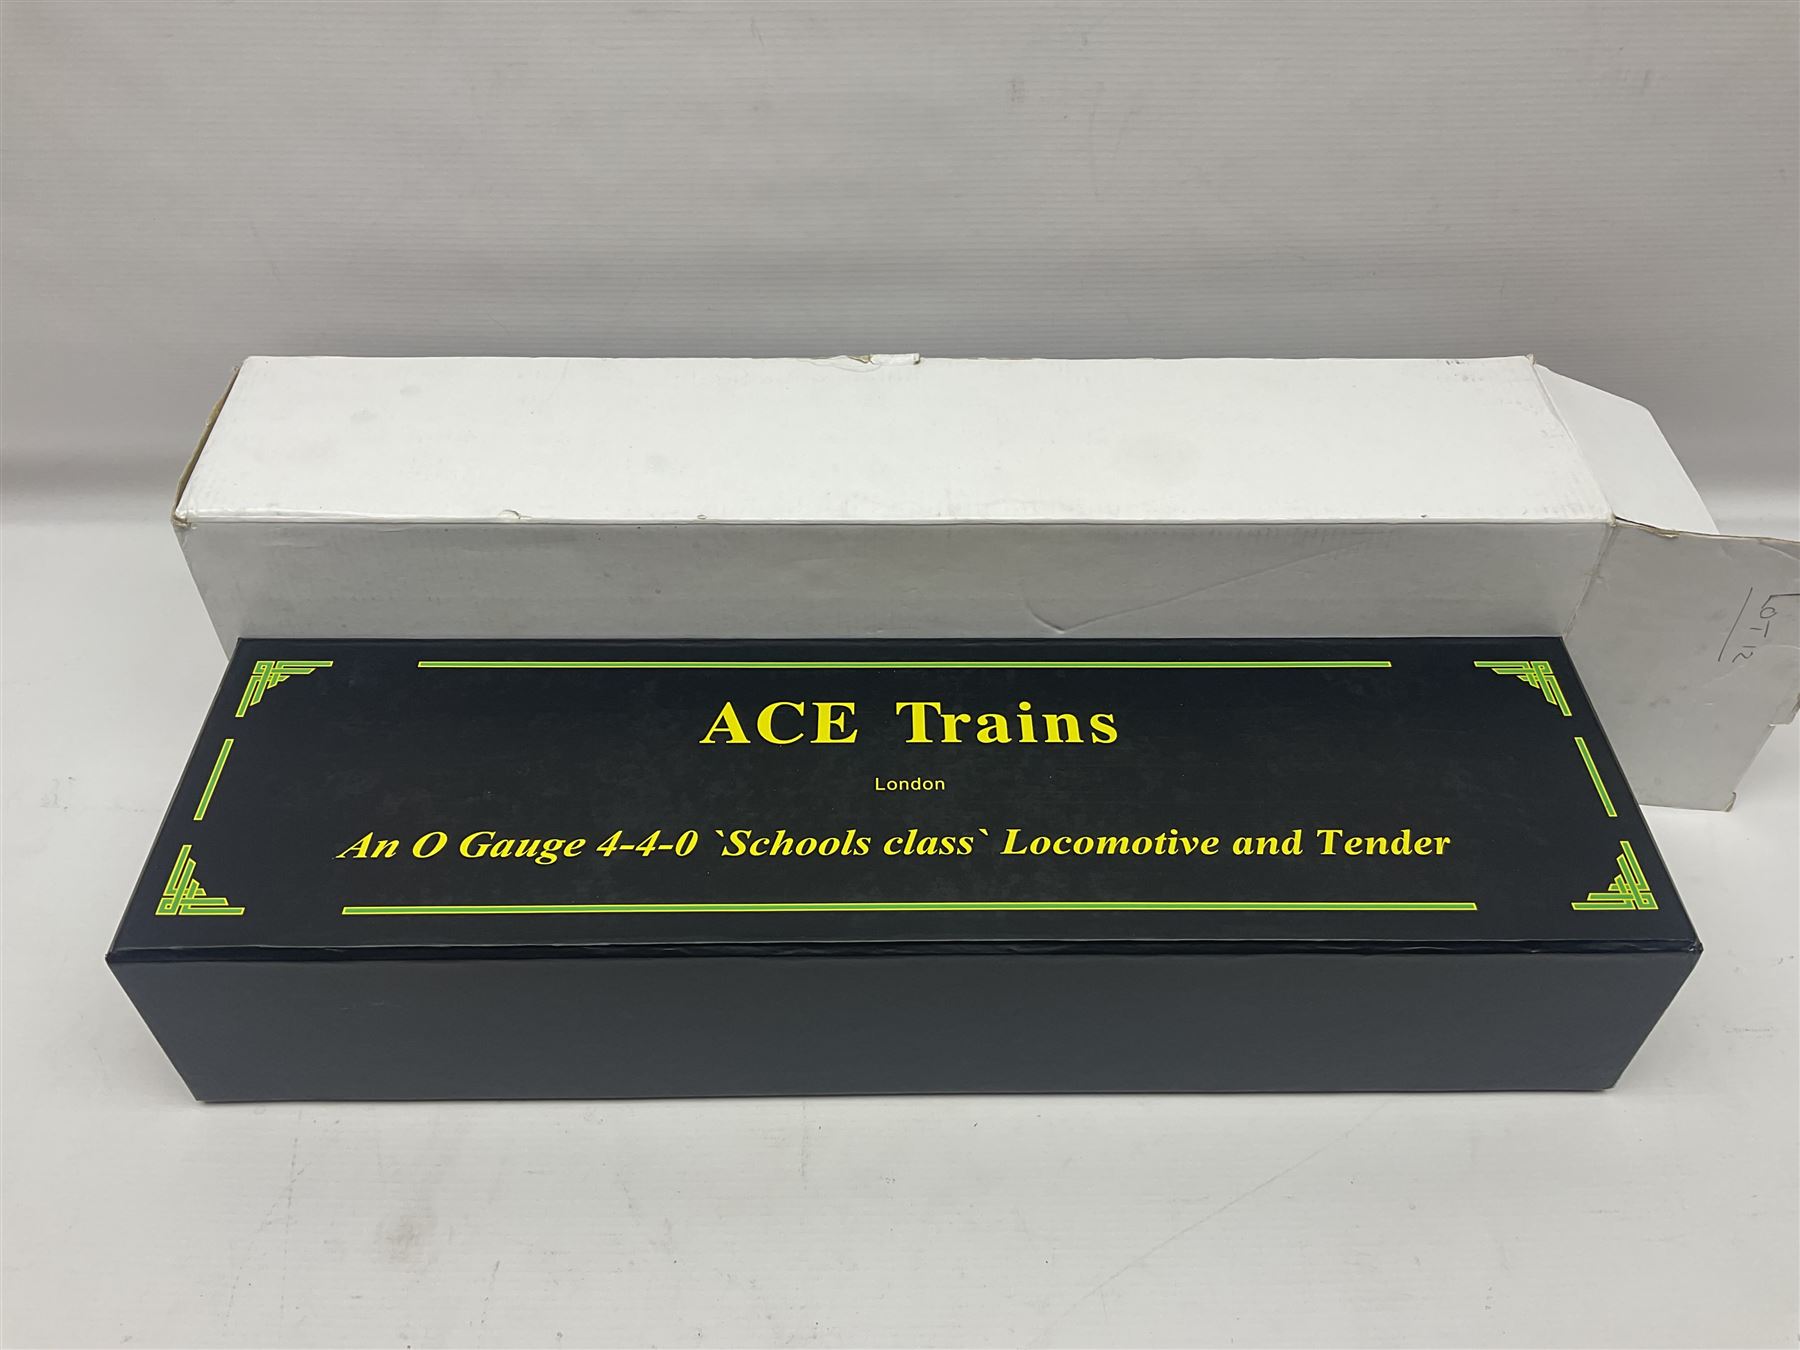 ACE Trains
London
An O Gauge 4-4-0 `Schools class` Locomotive and Tender